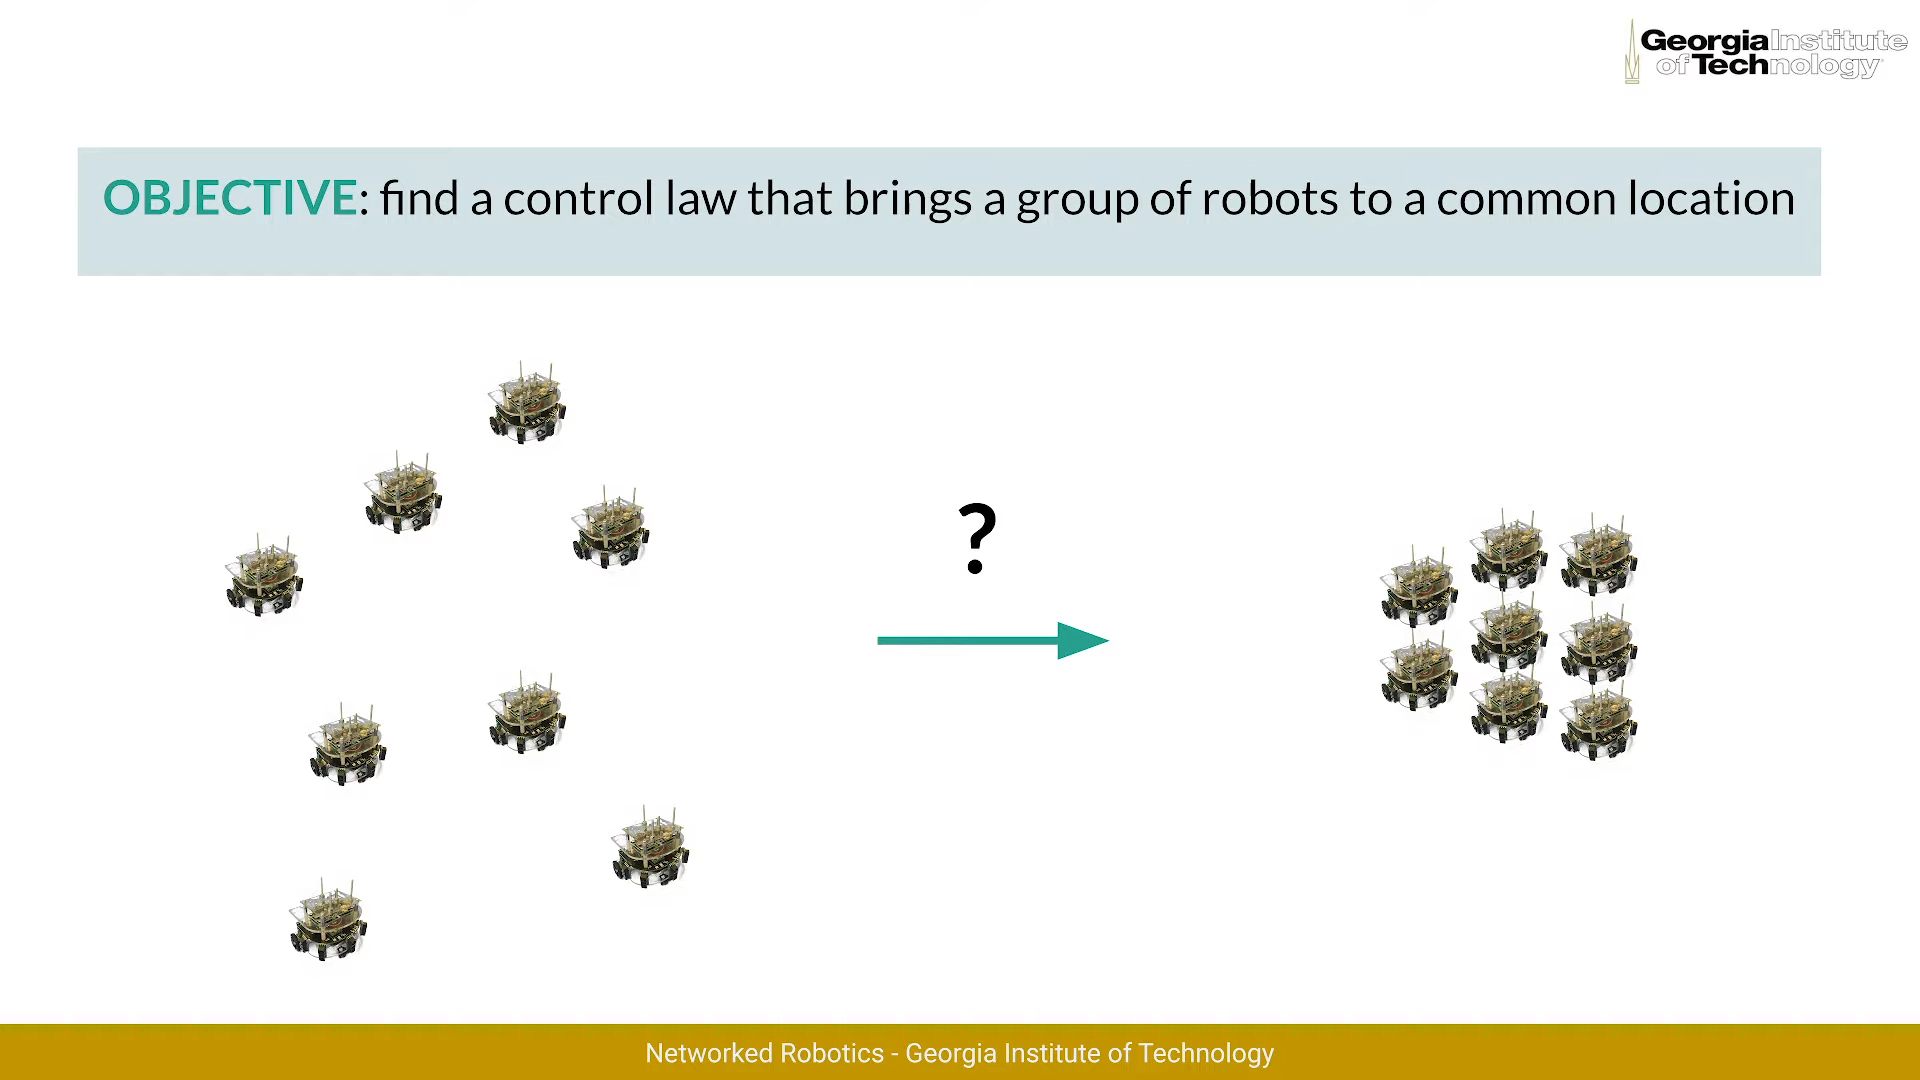 Georgia Institute
of Technology
OBJECTIVE: find a control law that brings a group of robots to a common location
?
Networked Robotics - Georgia Institute of Technology